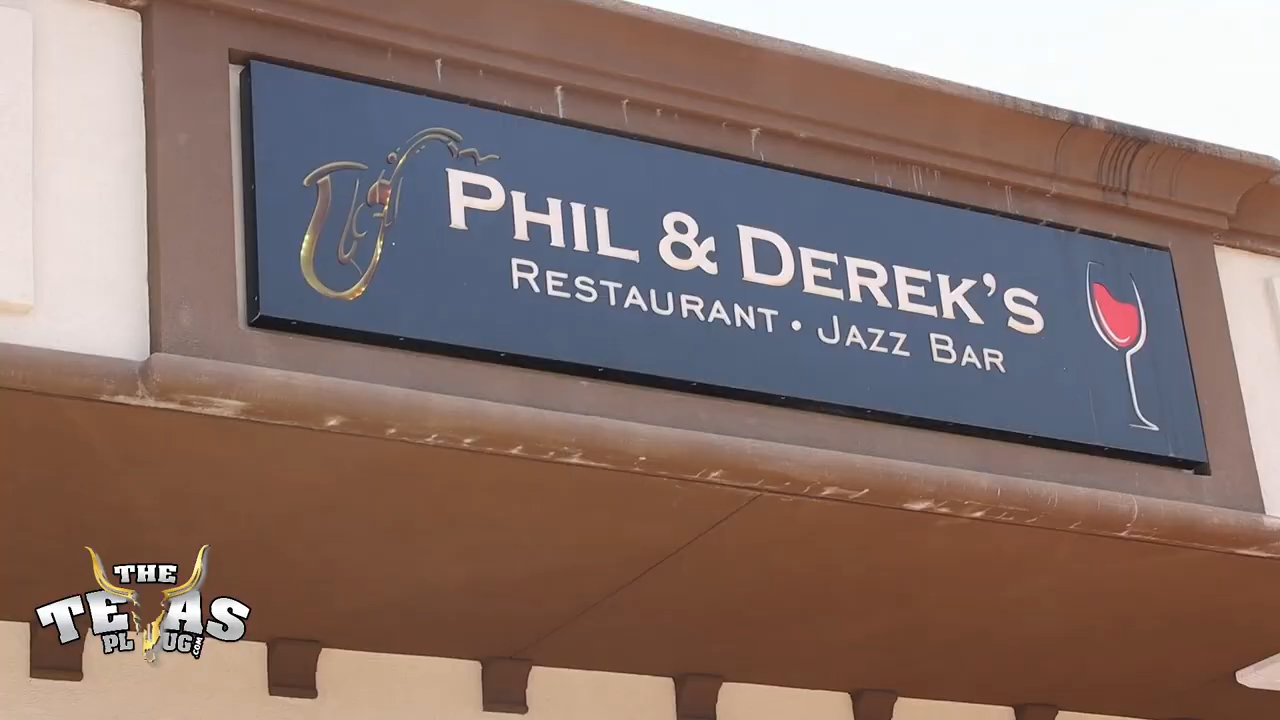 PHIL & DEREK'S
RESTAURANT • JAZZ BAR
THE
TEXAS
PLUG.COM